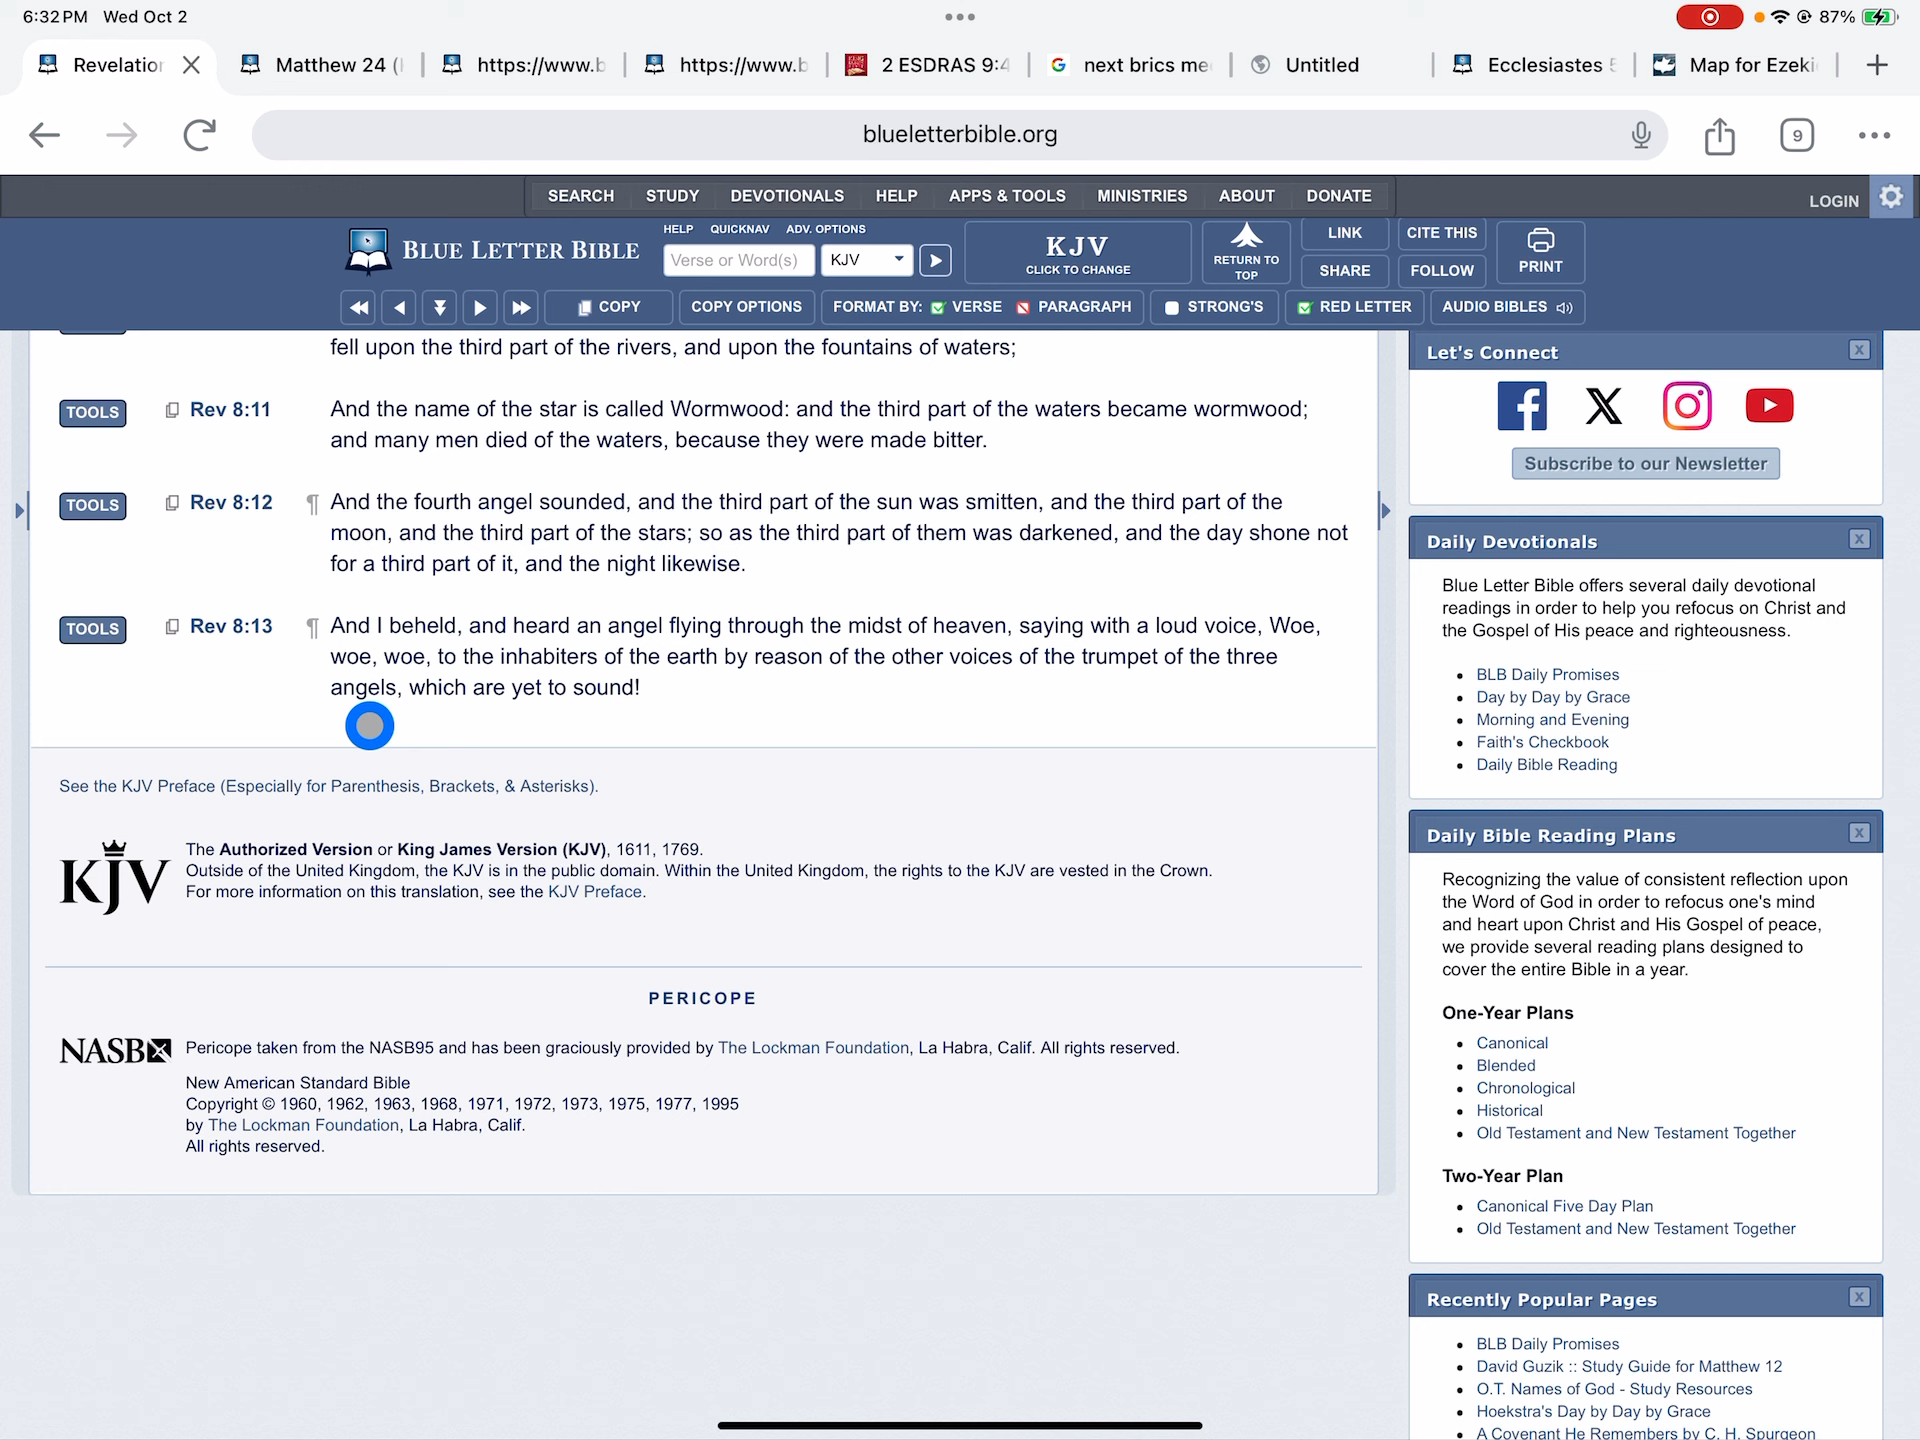 6:32 PM Wed Oct 2
87%
Revelation
Matthew 24 (
https://www.b
https://www.b
2 ESDRAS 9:4
next brics me
Untitled
Ecclesiastes 5
Map for Ezeki
blueletterbible.org
9
SEARCH STUDY DEVOTIONALS HELP APPS & TOOLS MINISTRIES ABOUT DONATE
LOGIN
BLUE LETTER BIBLE
HELP QUICKNAV ADV. OPTIONS
Verse or Word(s)
KJV
KJV
CLICK TO CHANGE
RETURN TO
TOP
LINK
CITE THIS
SHARE
FOLLOW
PRINT
COPY
COPY OPTIONS
FORMAT BY: VERSE PARAGRAPH
STRONG'S
RED LETTER
AUDIO BIBLES
fell upon the third part of the rivers, and upon the fountains of waters;
TOOLS Rev 8:11 And the name of the star is called Wormwood: and the third part of the waters became wormwood;
and many men died of the waters, because they were made bitter.
TOOLS Rev 8:12 ¶ And the fourth angel sounded, and the third part of the sun was smitten, and the third part of the
moon, and the third part of the stars; so as the third part of them was darkened, and the day shone not
for a third part of it, and the night likewise.
TOOLS Rev 8:13 ¶ And I beheld, and heard an angel flying through the midst of heaven, saying with a loud voice, Woe,
woe, woe, to the inhabiters of the earth by reason of the other voices of the trumpet of the three
angels, which are yet to sound!
See the KJV Preface (Especially for Parenthesis, Brackets, & Asterisks).
KJV
The Authorized Version or King James Version (KJV), 1611, 1769.
Outside of the United Kingdom, the KJV is in the public domain. Within the United Kingdom, the rights to the KJV are vested in the Crown.
For more information on this translation, see the KJV Preface.
PERICOPE
NASB
Pericope taken from the NASB95 and has been graciously provided by The Lockman Foundation, La Habra, Calif. All rights reserved.
New American Standard Bible
Copyright © 1960, 1962, 1963, 1968, 1971, 1972, 1973, 1975, 1977, 1995
by The Lockman Foundation, La Habra, Calif.
All rights reserved.
Let's Connect
Subscribe to our Newsletter
Daily Devotionals
Blue Letter Bible offers several daily devotional
readings in order to help you refocus on Christ and
the Gospel of His peace and righteousness.
• BLB Daily Promises
• Day by Day by Grace
• Morning and Evening
• Faith's Checkbook
• Daily Bible Reading
Daily Bible Reading Plans
Recognizing the value of consistent reflection upon
the Word of God in order to refocus one's mind
and heart upon Christ and His Gospel of peace,
we provide several reading plans designed to
cover the entire Bible in a year.
One-Year Plans
• Canonical
• Blended
• Chronological
• Historical
• Old Testament and New Testament Together
Two-Year Plan
• Canonical Five Day Plan
• Old Testament and New Testament Together
Recently Popular Pages
• BLB Daily Promises
• David Guzik :: Study Guide for Matthew 12
• O.T. Names of God - Study Resources
• Hoekstra's Day by Day by Grace
• A Covenant He Remembers by C. H. Spurgeon